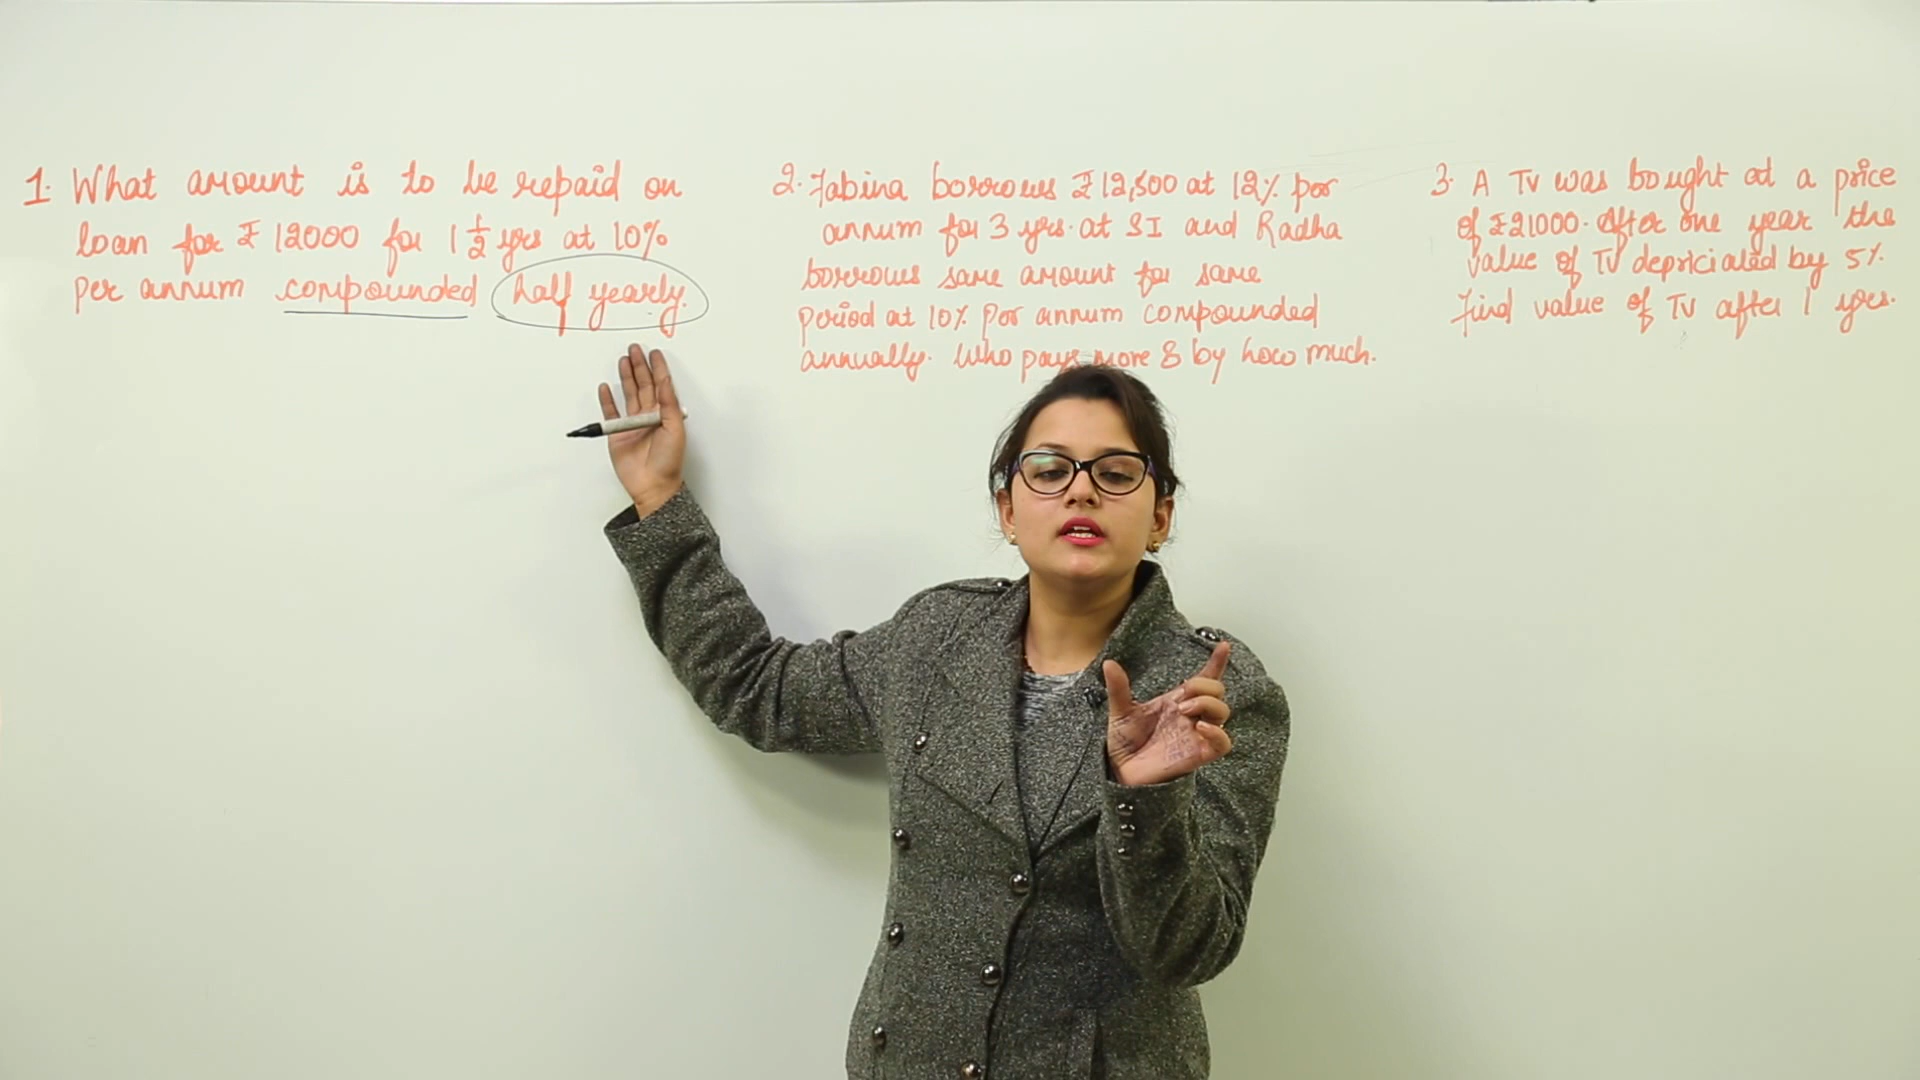 1. What amount is to be repaid on
loan for ₹ 12000 for 1 1/2 yrs at 10%
per annum compounded half yearly.
2. Fabina borrows ₹ 12,500 at 12% per
annum for 3 yrs. at SI and Radha
borrows same amount for same
period at 10% per annum compounded
annually. Who pays more & by how much.
3. A TV was bought at a price
of ₹ 21000. After one year the
value of TV depriciated by 5%.
Find value of TV after 1 yrs.